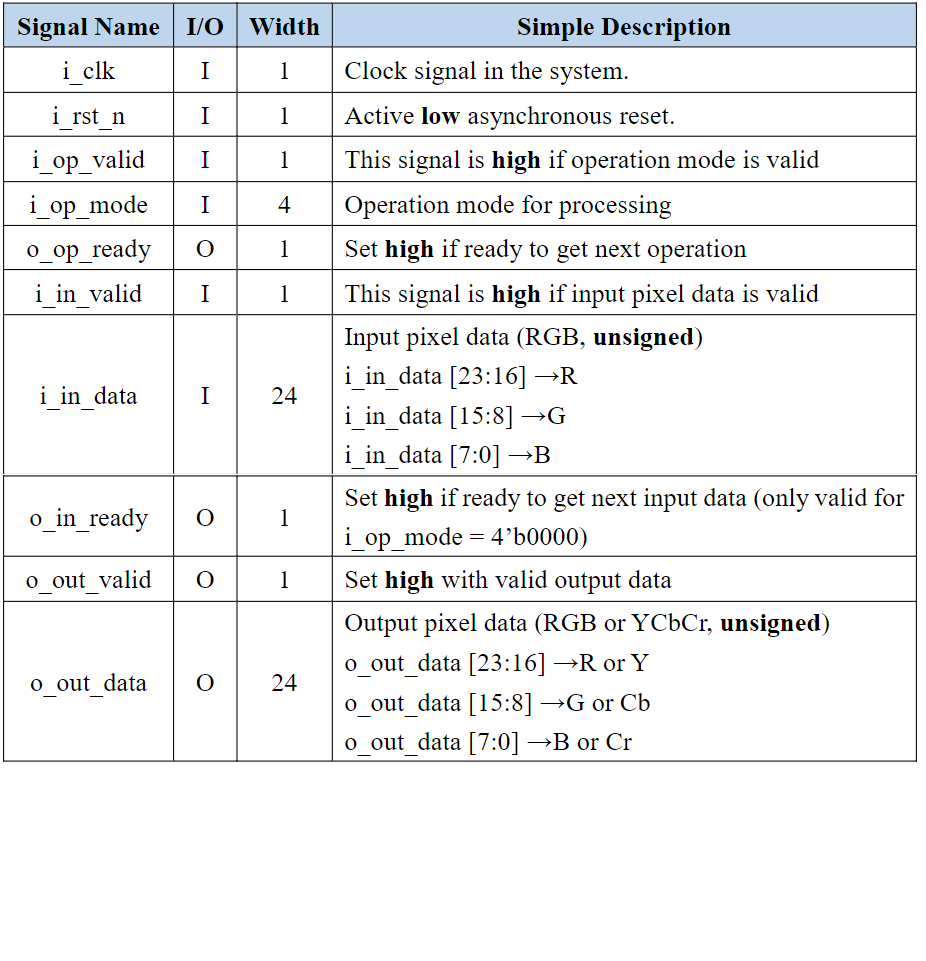 Signal Name I/O Width Simple Description
i_clk I 1 Clock signal in the system.
i_rst_n I 1 Active low asynchronous reset.
i_op_valid I 1 This signal is high if operation mode is valid
i_op_mode I 4 Operation mode for processing
o_op_ready O 1 Set high if ready to get next operation
i_in_valid I 1 This signal is high if input pixel data is valid
Input pixel data (RGB, unsigned)
i_in_data [23:16] →R
i_in_data I 24
i_in_data [15:8] →G
i_in_data [7:0] →B
Set high if ready to get next input data (only valid for
o_in_ready O 1
i_op_mode = 4’b0000)
o_out_valid O 1 Set high with valid output data
Output pixel data (RGB or YCbCr, unsigned)
o_out_data [23:16] →R or Y
o_out_data O 24
o_out_data [15:8] →G or Cb
o_out_data [7:0] →B or Cr